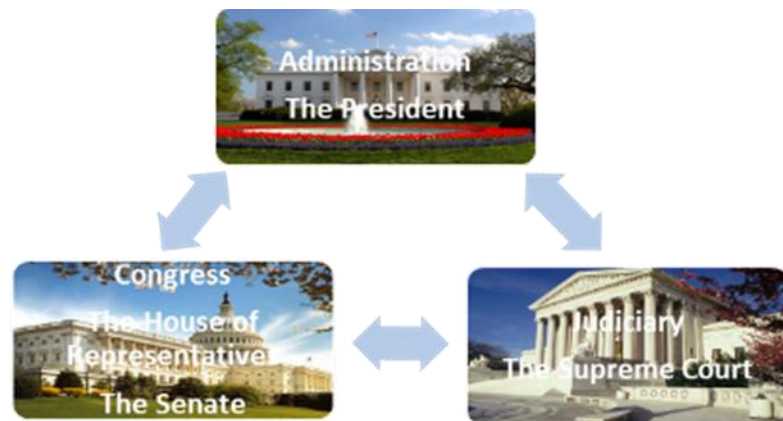 Administration
The President
Congress
The House of
Representative
The Senate
Judiciary
The Supreme Court